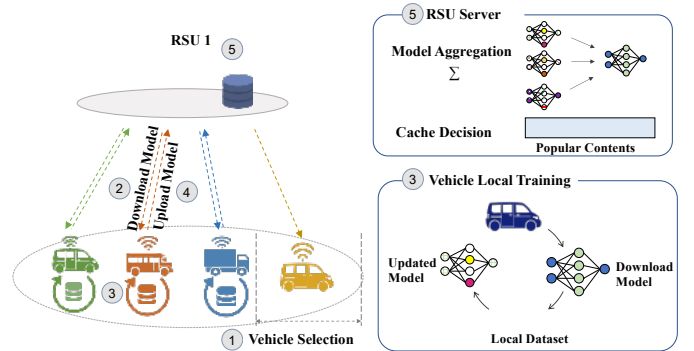 RSU 1
5
2
Download Model
Upload Model
4
3
1 Vehicle Selection
5 RSU Server
Model Aggregation
∑
Cache Decision
Popular Contents
3 Vehicle Local Training
Updated
Model
Download
Model
Local Dataset